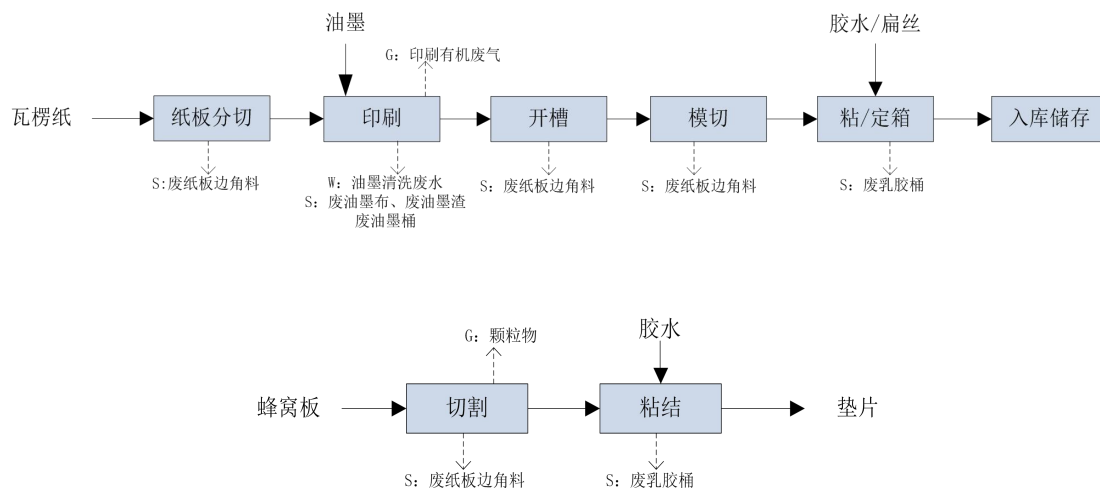 油墨
胶水/扁丝
G：印刷有机废气
瓦楞纸
纸板分切
印刷
开槽
模切
粘/定箱
入库储存
S:废纸板边角料
W：油墨清洗废水
S：废油墨布、废油墨渣
废油墨桶
S：废纸板边角料
S：废纸板边角料
S：废乳胶桶
G：颗粒物
胶水
蜂窝板
切割
粘结
垫片
S：废纸板边角料
S：废乳胶桶